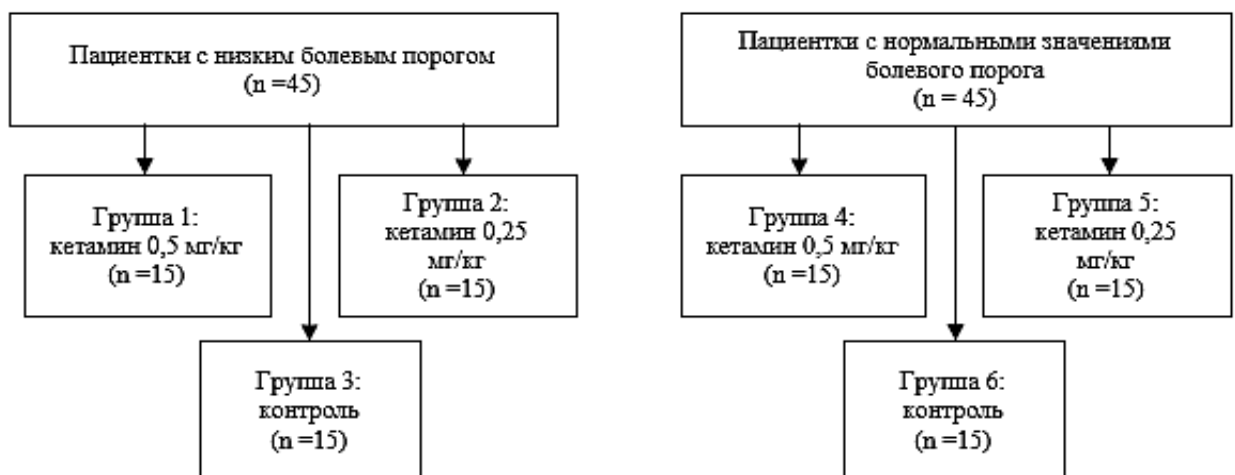 Пациентки с низким болевым порогом
(n =45)
Пациентки с нормальными значениями
болевого порога
(n = 45)
Группа 1:
кетамин 0,5 мг/кг
(n =15)
Группа 2:
кетамин 0,25
мг/кг
(n =15)
Группа 3:
контроль
(n =15)
Группа 4:
кетамин 0,5 мг/кг
(n =15)
Группа 5:
кетамин 0,25
мг/кг
(n =15)
Группа 6:
контроль
(n =15)